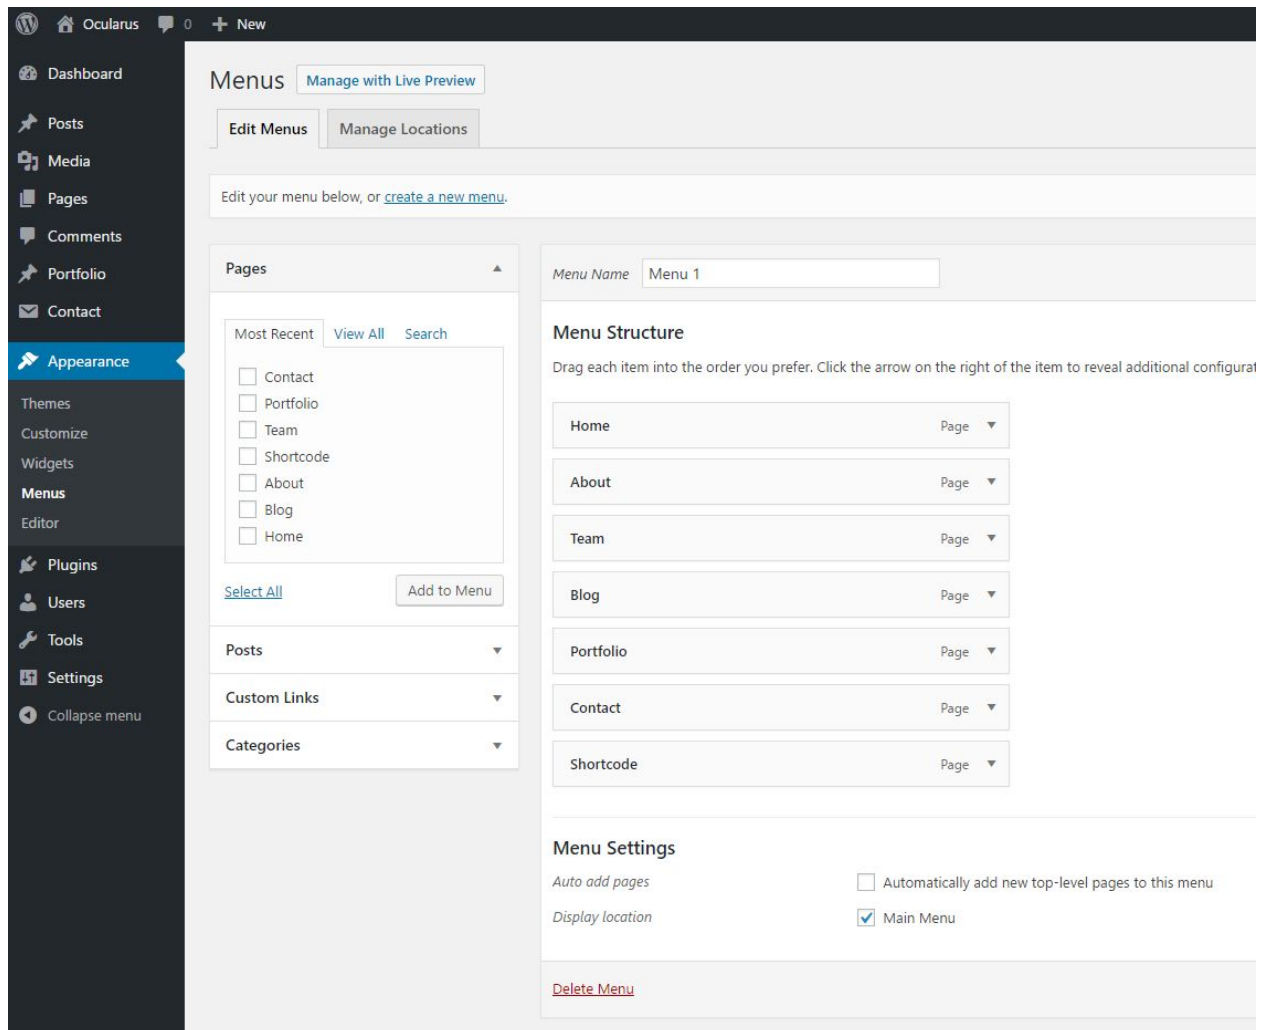 Ocularus 0 New
Dashboard
Posts
Media
Pages
Comments
Portfolio
Contact
Appearance
Themes
Customize
Widgets
Menus
Editor
Plugins
Users
Tools
Settings
Collapse menu
Menus Manage with Live Preview
Edit Menus Manage Locations
Edit your menu below, or create a new menu.
Pages
Most Recent View All Search
Contact
Portfolio
Team
Shortcode
About
Blog
Home
Select All Add to Menu
Posts
Custom Links
Categories
Menu Name Menu 1
Menu Structure
Drag each item into the order you prefer. Click the arrow on the right of the item to reveal additional configurat
Home Page
About Page
Team Page
Blog Page
Portfolio Page
Contact Page
Shortcode Page
Menu Settings
Auto add pages Automatically add new top-level pages to this menu
Display location Main Menu
Delete Menu